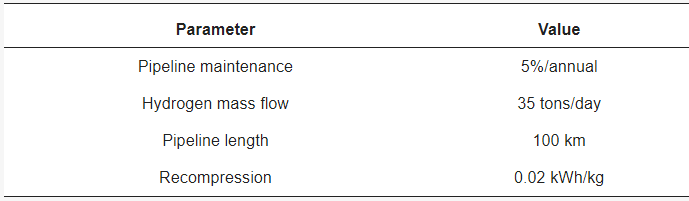 Parameter Value
Pipeline maintenance 5%/annual
Hydrogen mass flow 35 tons/day
Pipeline length 100 km
Recompression 0.02 kWh/kg